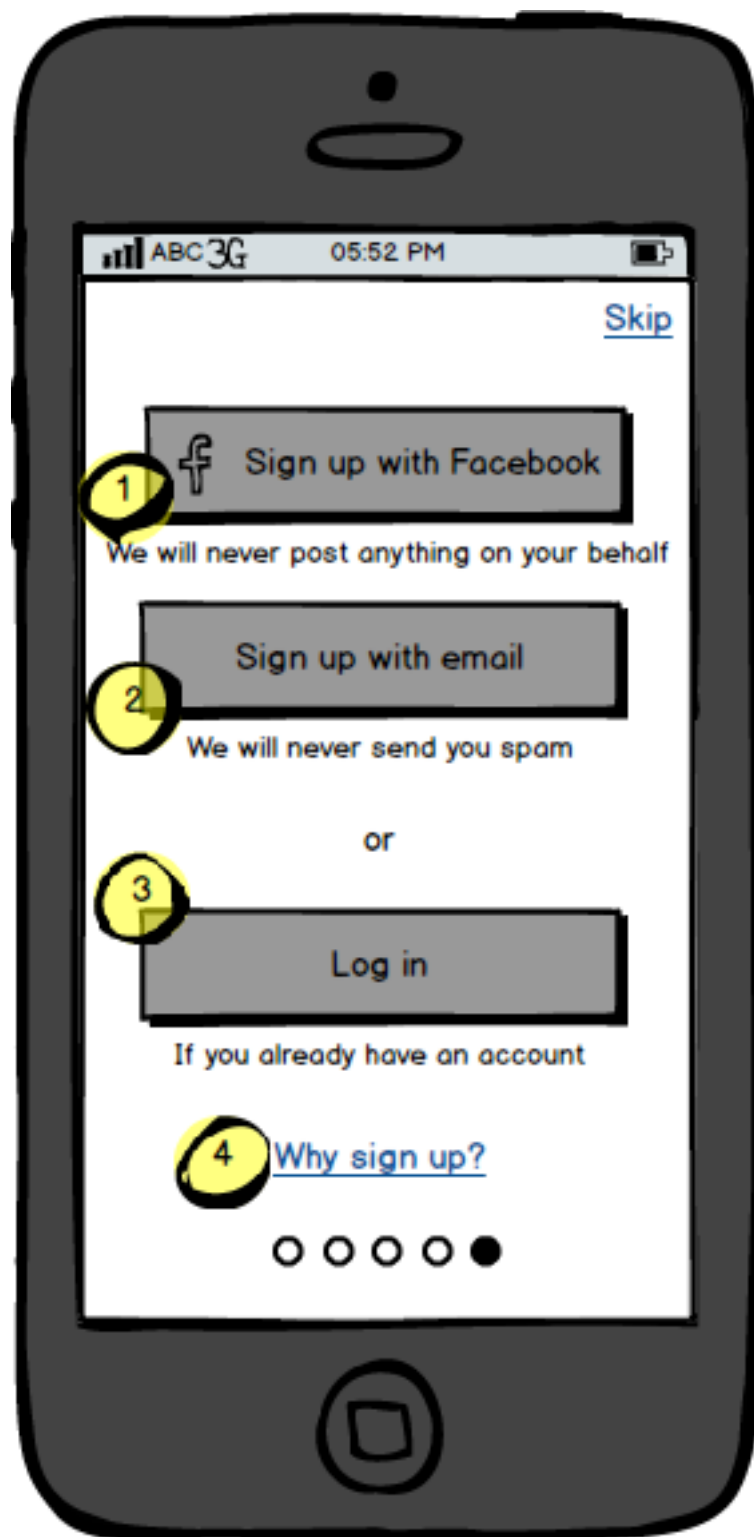 ABC 3G 05:52 PM
Skip
f Sign up with Facebook
1
We will never post anything on your behalf
Sign up with email
2
We will never send you spam
or
3
Log in
If you already have an account
4 Why sign up?